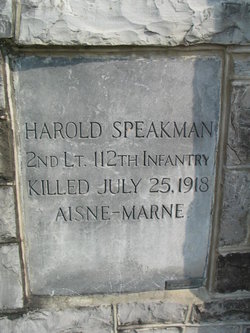 HAROLD SPEAKMAN
2ND LT. 112TH INFANTRY
KILLED JULY 25, 1918
AISNE-MARNE